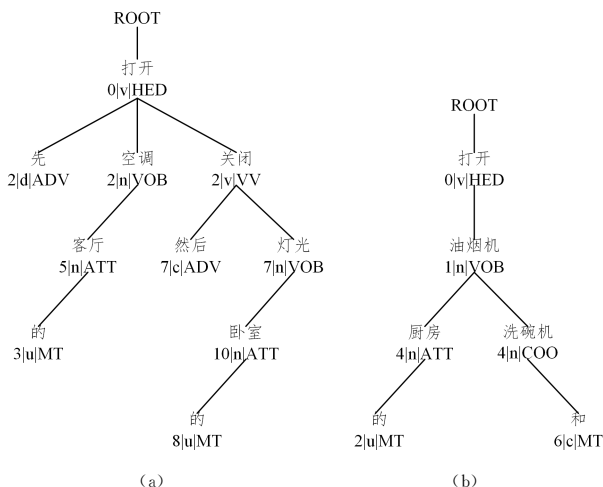 ROOT
打开
0|v|HED
先 空调 关闭
2|d|ADV 2|n|VOB 2|v|VV
客厅 然后 灯光
5|n|ATT 7|c|ADV 7|n|VOB
的 卧室
3|u|MT 10|n|ATT
的
8|u|MT
(a)
ROOT
打开
0|v|HED
油烟机
1|n|VOB
厨房 洗碗机
4|n|ATT 4|n|COO
的 和
2|u|MT 6|c|MT
(b)